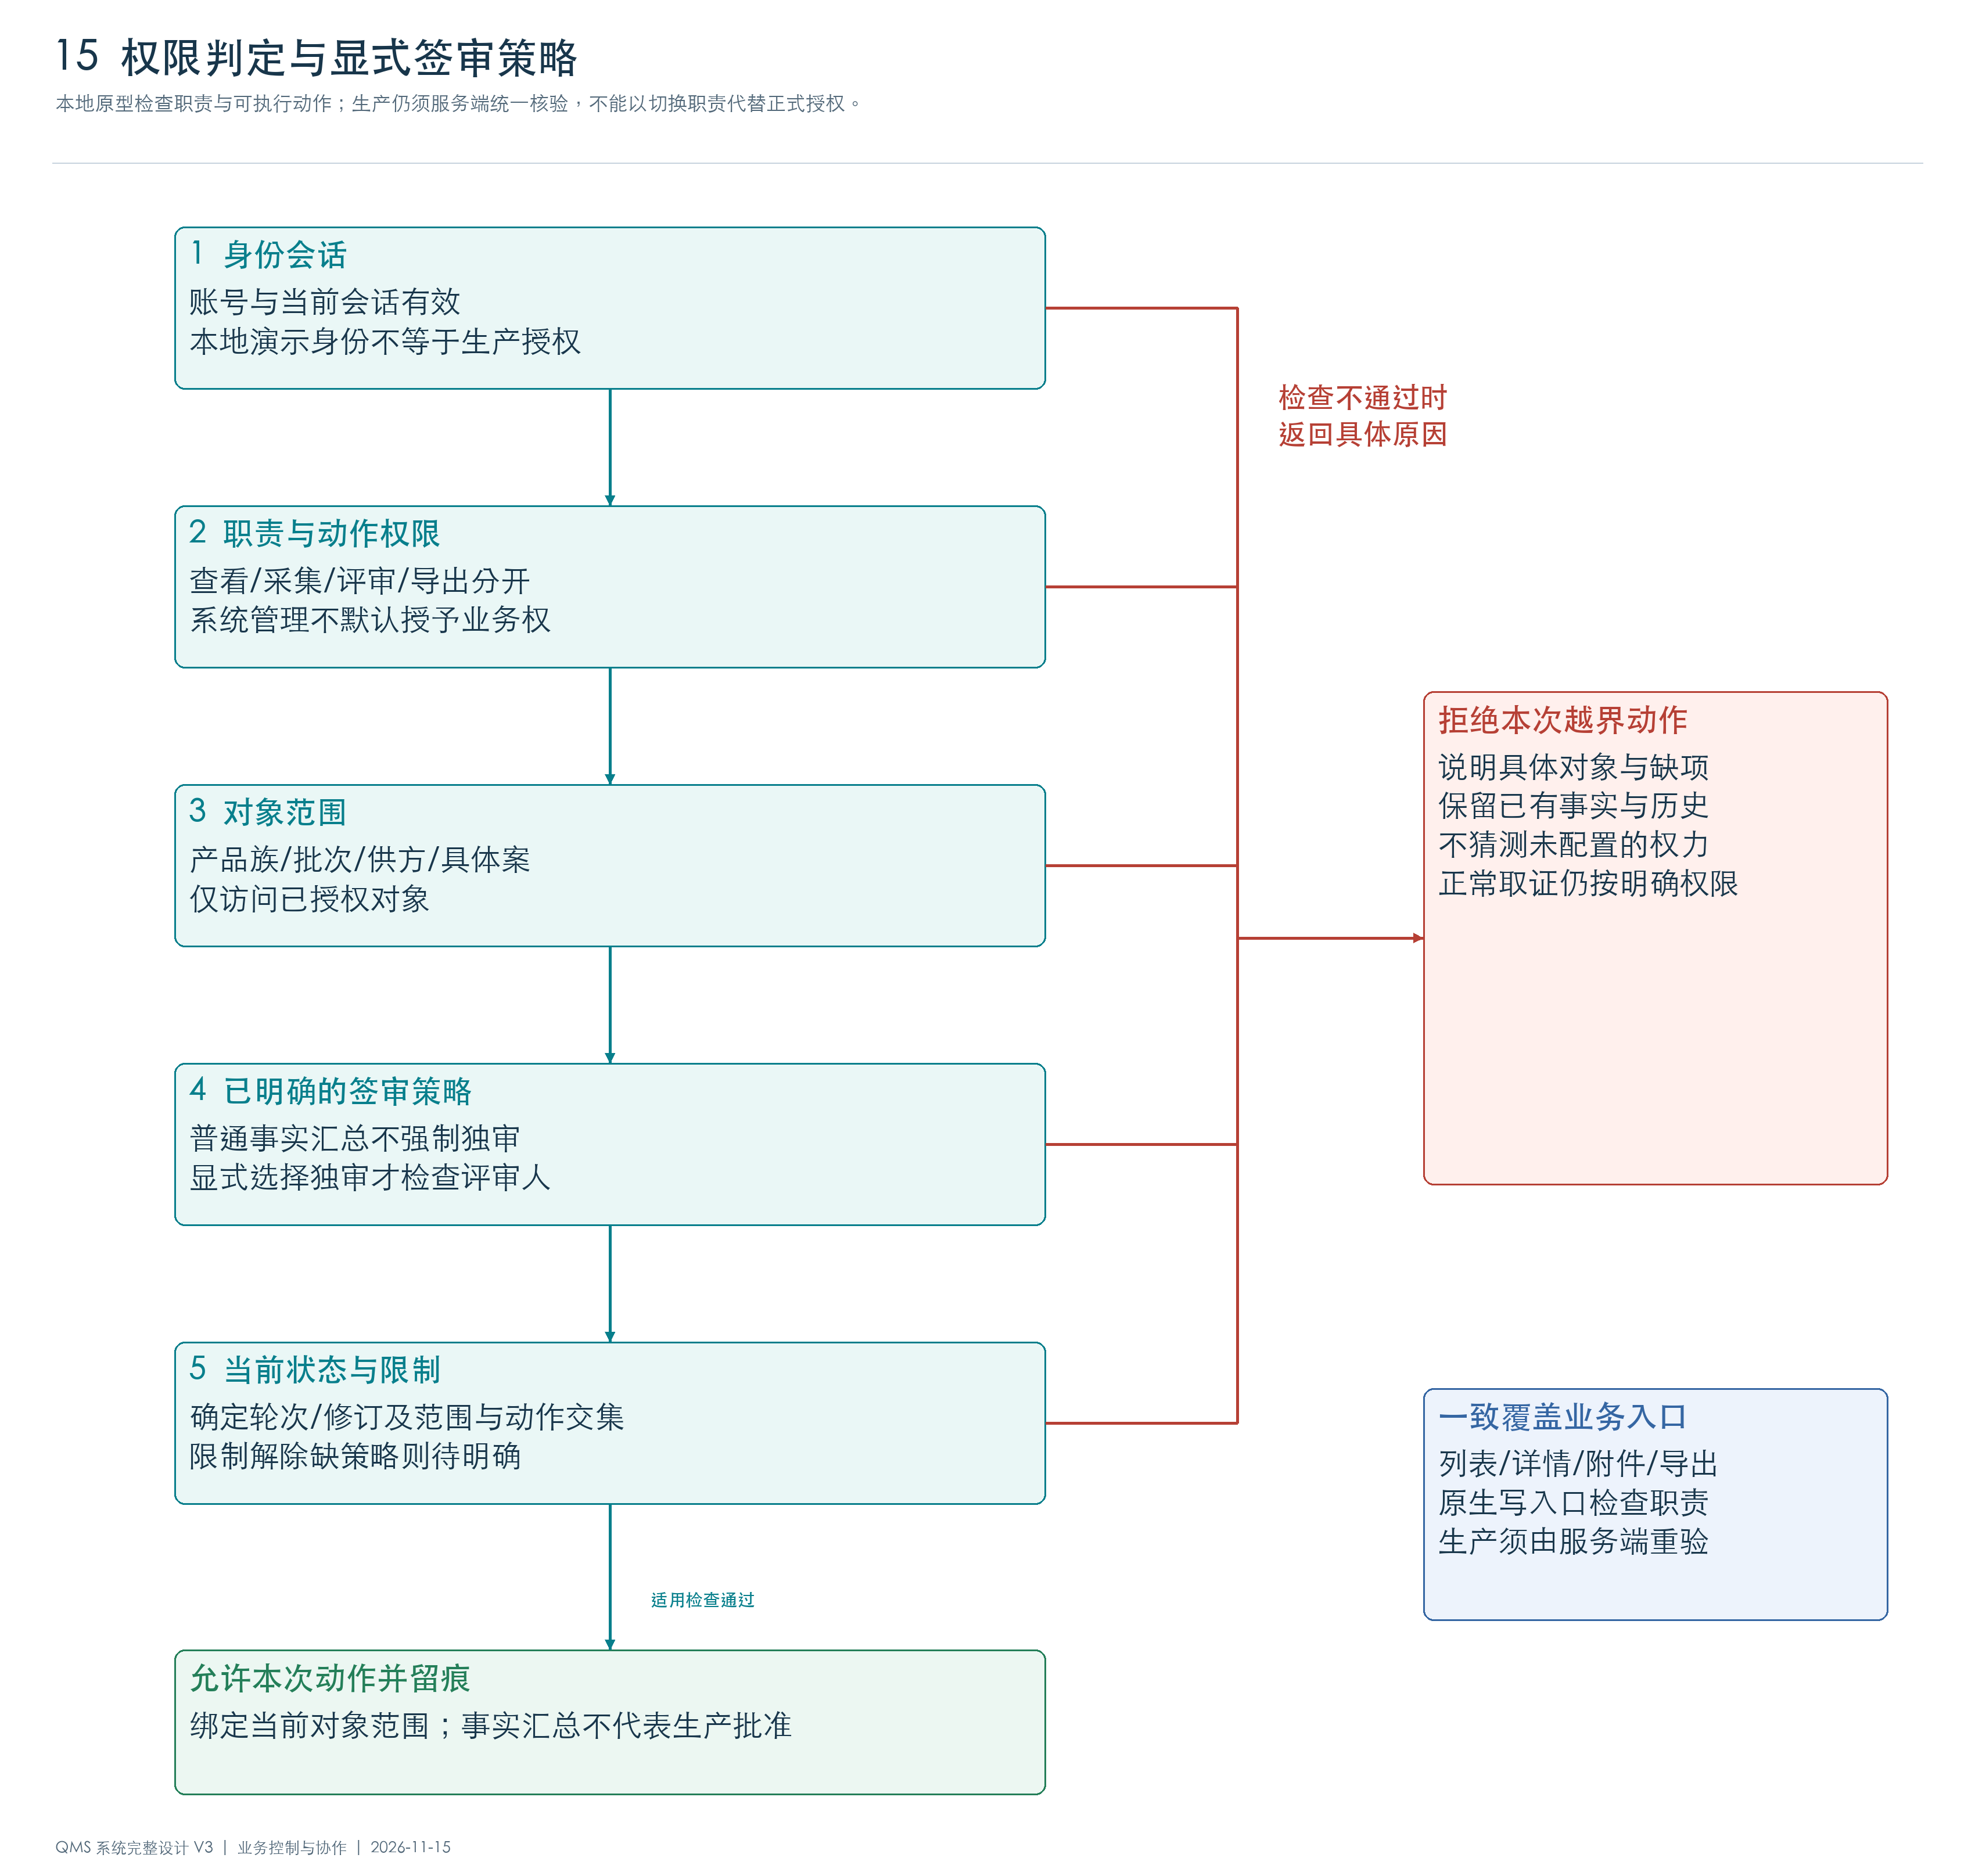 15 权限判定与显式签审策略
本地原型检查职责与可执行动作；生产仍须服务端统一核验，不能以切换职责代替正式授权。
1 身份会话
账号与当前会话有效
本地演示身份不等于生产授权
检查不通过时
返回具体原因
2 职责与动作权限
查看/采集/评审/导出分开
系统管理不默认授予业务权
拒绝本次越界动作
说明具体对象与缺项
保留已有事实与历史
不猜测未配置的权力
正常取证仍按明确权限
3 对象范围
产品族/批次/供方/具体案
仅访问已授权对象
4 已明确的签审策略
普通事实汇总不强制独审
显式选择独审才检查评审人
5 当前状态与限制
确定轮次/修订及范围与动作交集
限制解除缺策略则待明确
一致覆盖业务入口
列表/详情/附件/导出
原生写入口检查职责
生产须由服务端重验
适用检查通过
允许本次动作并留痕
绑定当前对象范围；事实汇总不代表生产批准
QMS 系统完整设计 V3 | 业务控制与协作 | 2026-11-15